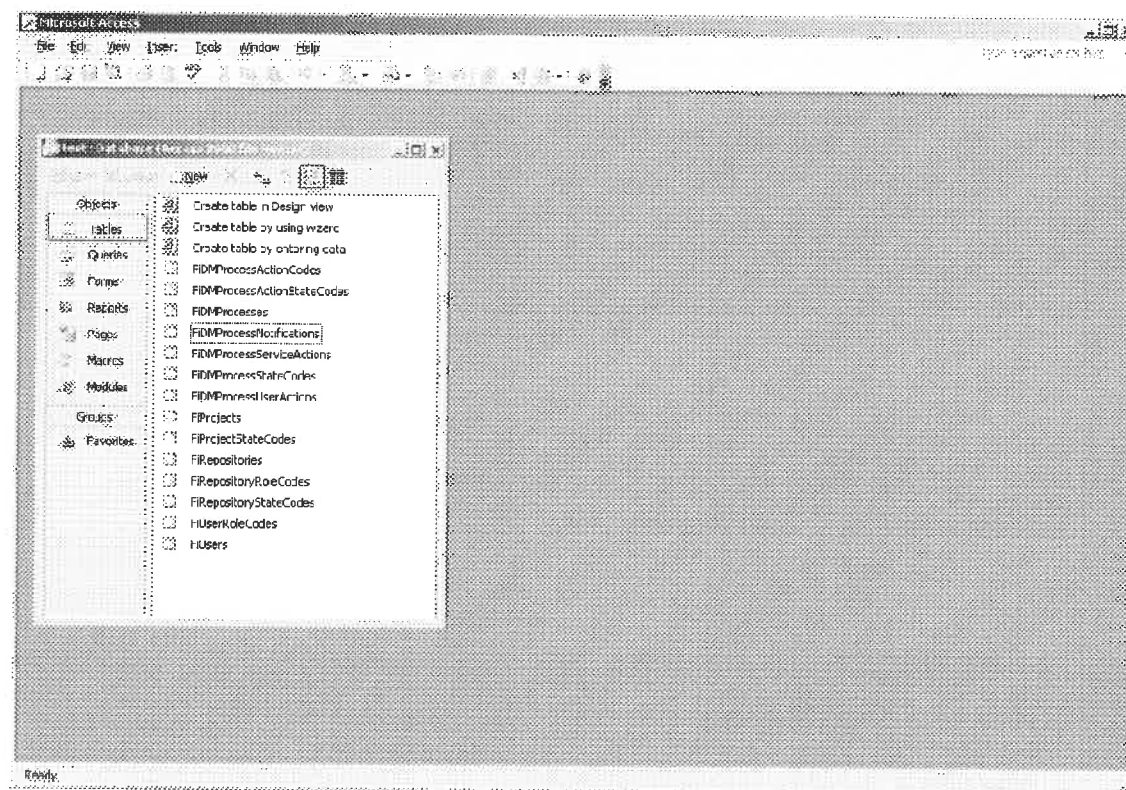 Microsoft Access
File Edit View Insert Tools Window Help
New
Objects
Tables
Queries
Forms
Reports
Pages
Macros
Modules
Groups
Favorites
Create table in Design view
Create table by using wizard
Create table by entering data
FiDMProcessActionCodes
FiDMProcessActionStateCodes
FiDMProcesses
FiDMProcessNotifications
FiDMProcessServiceActions
FiDMProcessStateCodes
FiDMProcessUserActions
FiProjects
FiProjectStateCodes
FiRepositories
FiRepositoryRoleCodes
FiRepositoryStateCodes
FiUserRoleCodes
FiUsers
Ready